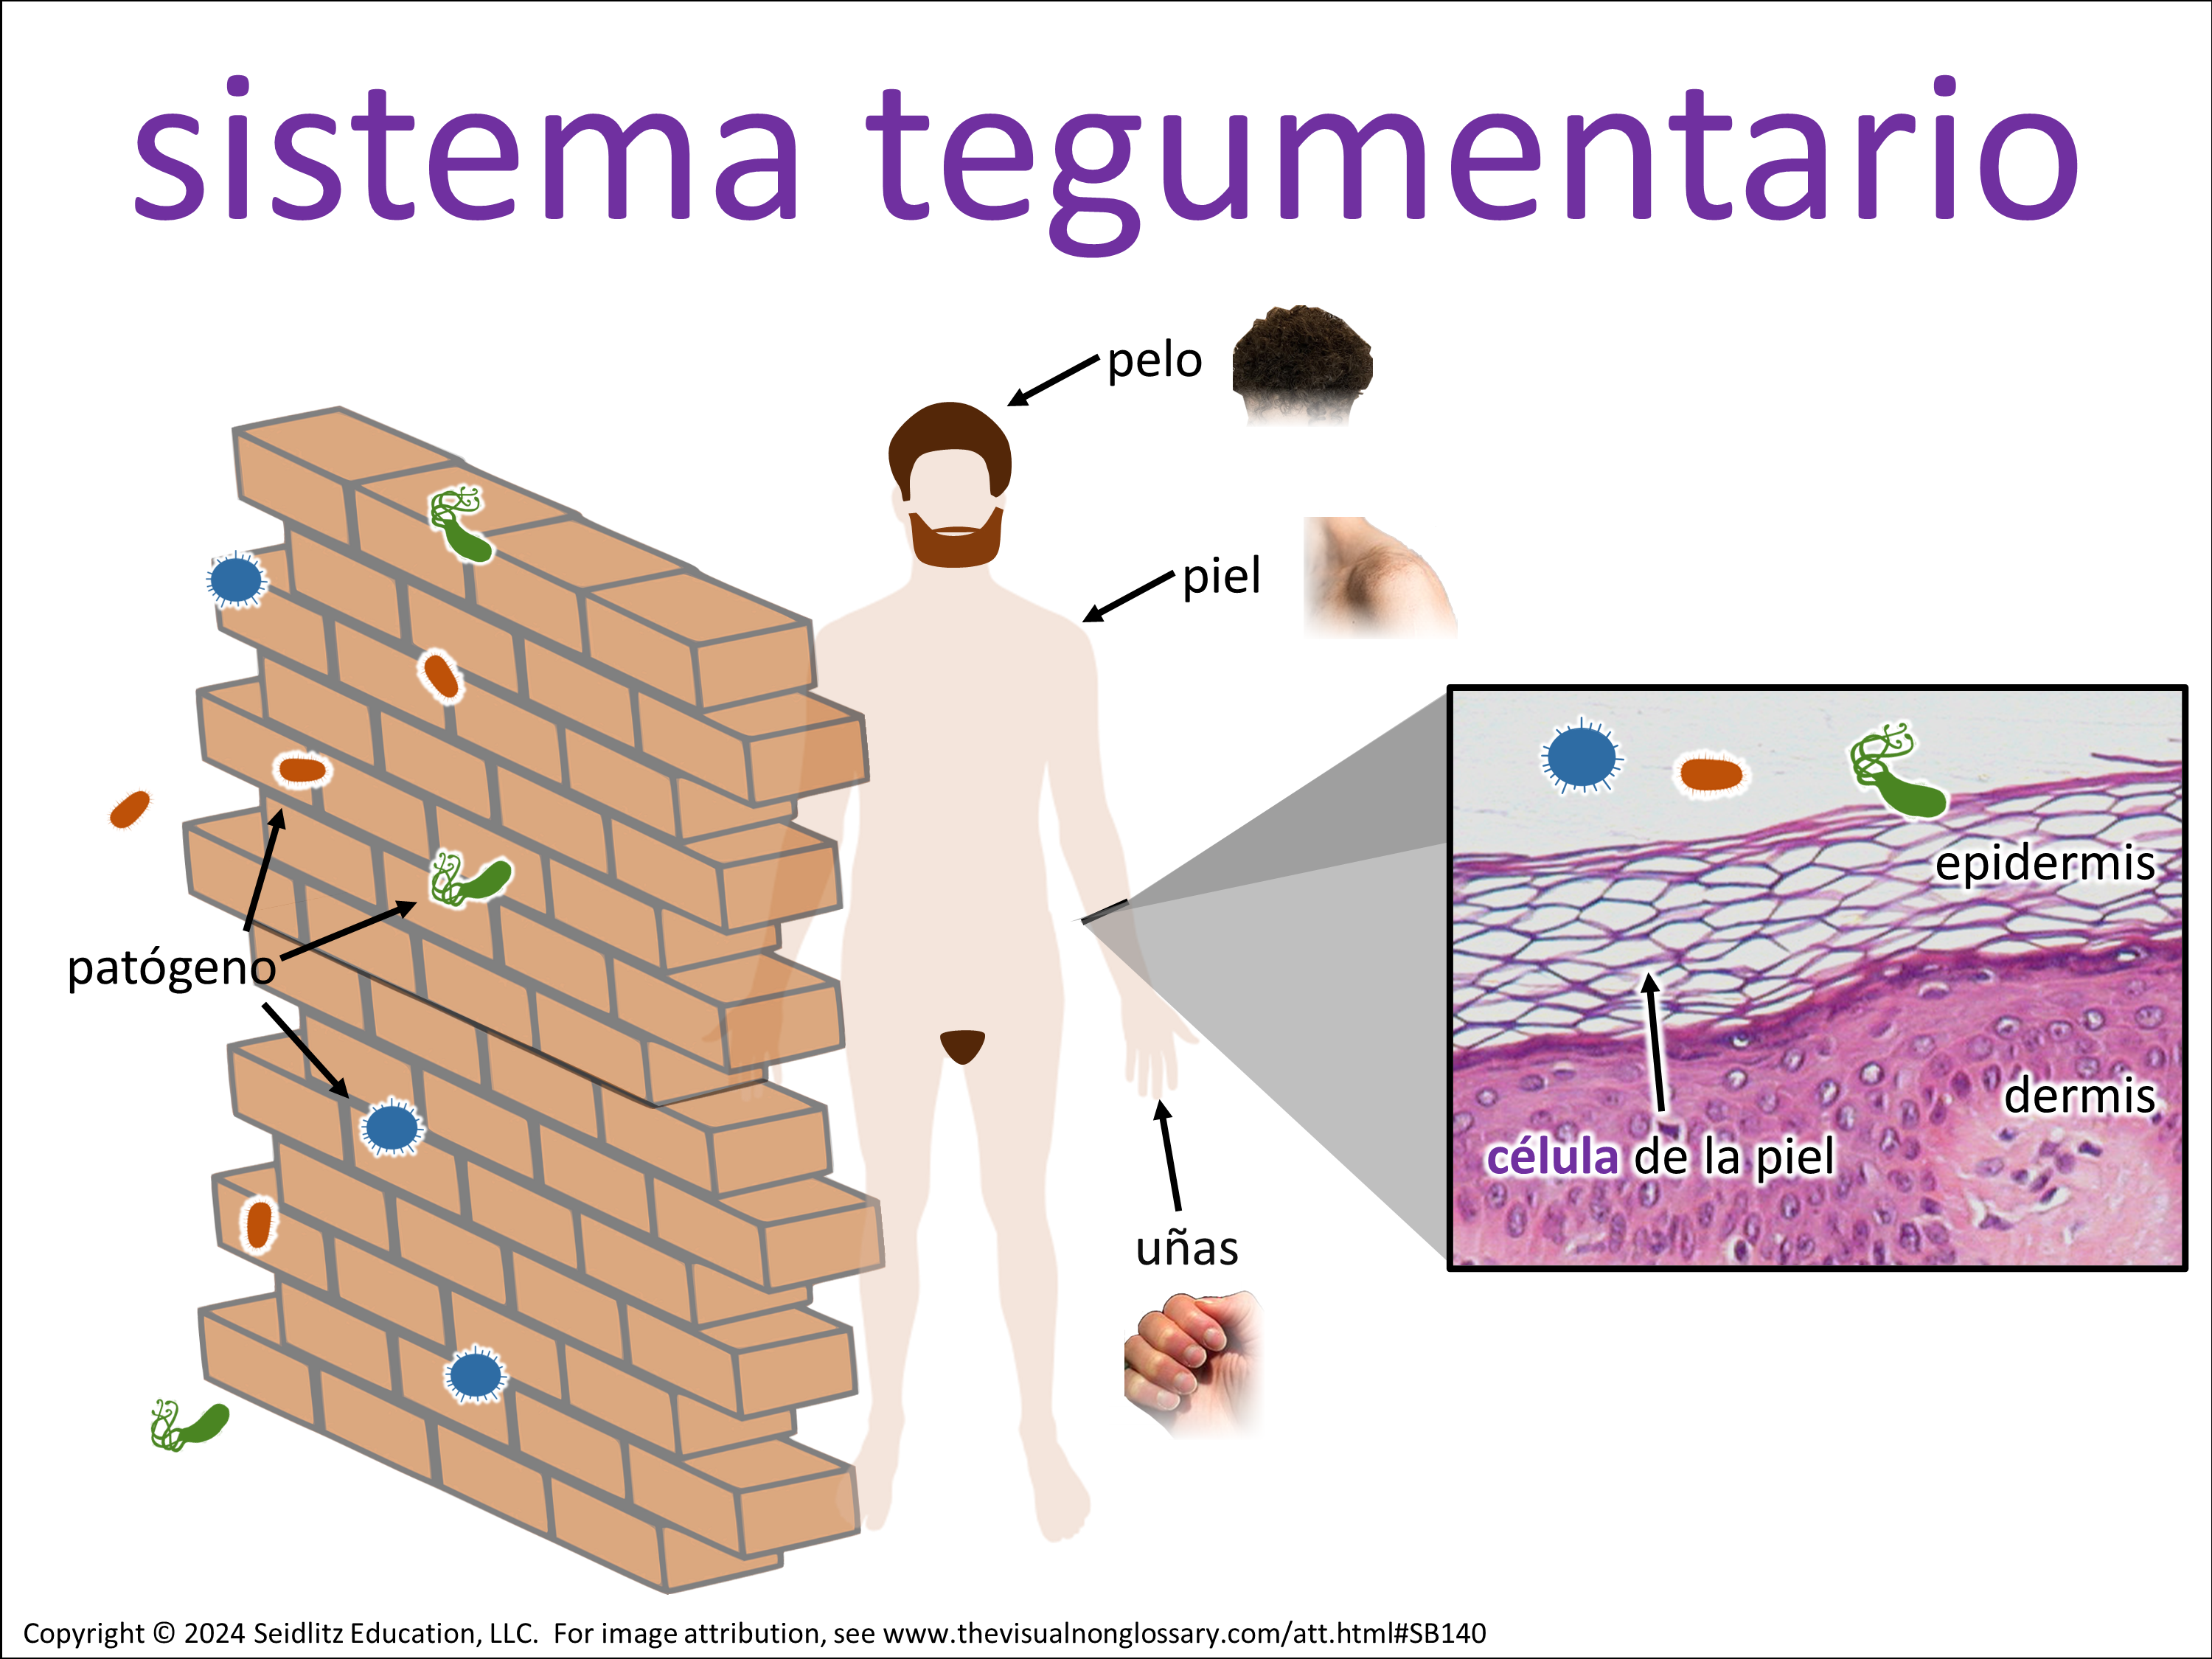 sistema tegumentario
pelo
piel
epidermis
patógeno
dermis
célula de la piel
uñas
Copyright © 2024 Seidlitz Education, LLC.  For image attribution, see www.thevisualnonglossary.com/att.html#SB140